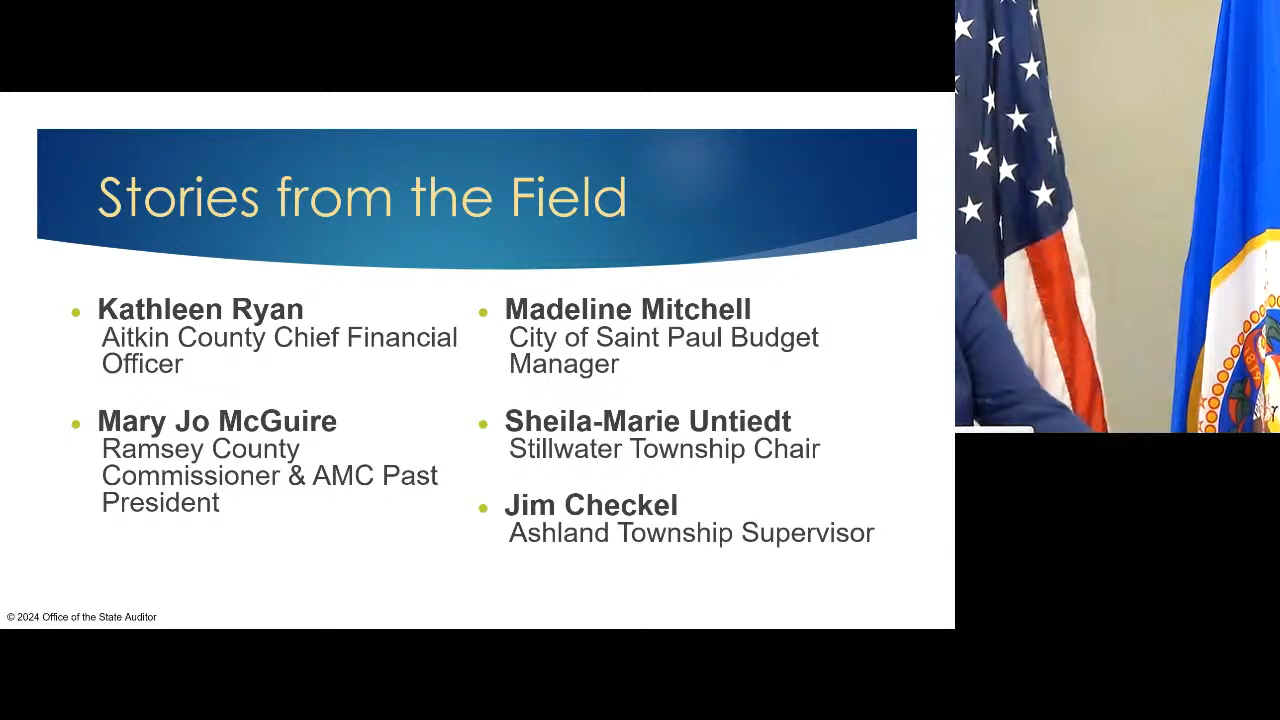 Stories from the Field
Kathleen Ryan
Aitkin County Chief Financial
Officer
Mary Jo McGuire
Ramsey County
Commissioner & AMC Past
President
Madeline Mitchell
City of Saint Paul Budget
Manager
Sheila-Marie Untiedt
Stillwater Township Chair
Jim Checkel
Ashland Township Supervisor
© 2024 Office of the State Auditor
1819